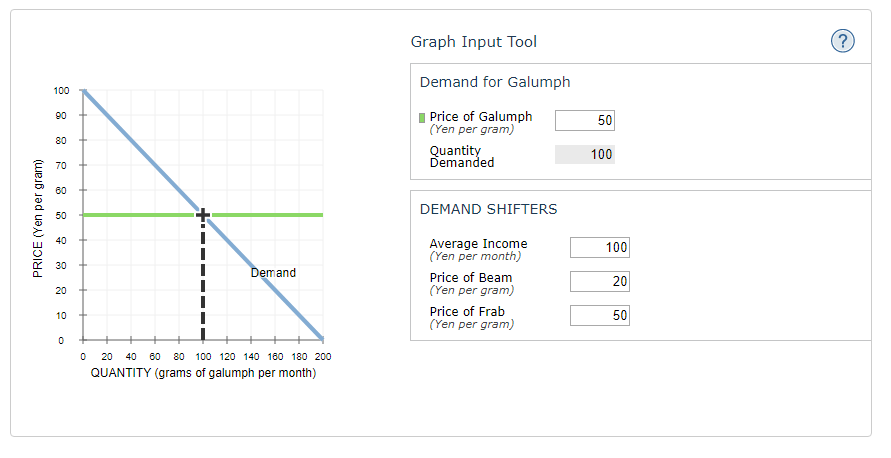 Graph Input Tool
?
Demand for Galumph
Price of Galumph
(Yen per gram)
50
Quantity
Demanded
100
DEMAND SHIFTERS
Average Income
(Yen per month)
100
Price of Beam
(Yen per gram)
20
Price of Frab
(Yen per gram)
50
PRICE (Yen per gram)
100
90
80
70
60
50
40
30
20
10
0
Demand
0 20 40 60 80 100 120 140 160 180 200
QUANTITY (grams of galumph per month)